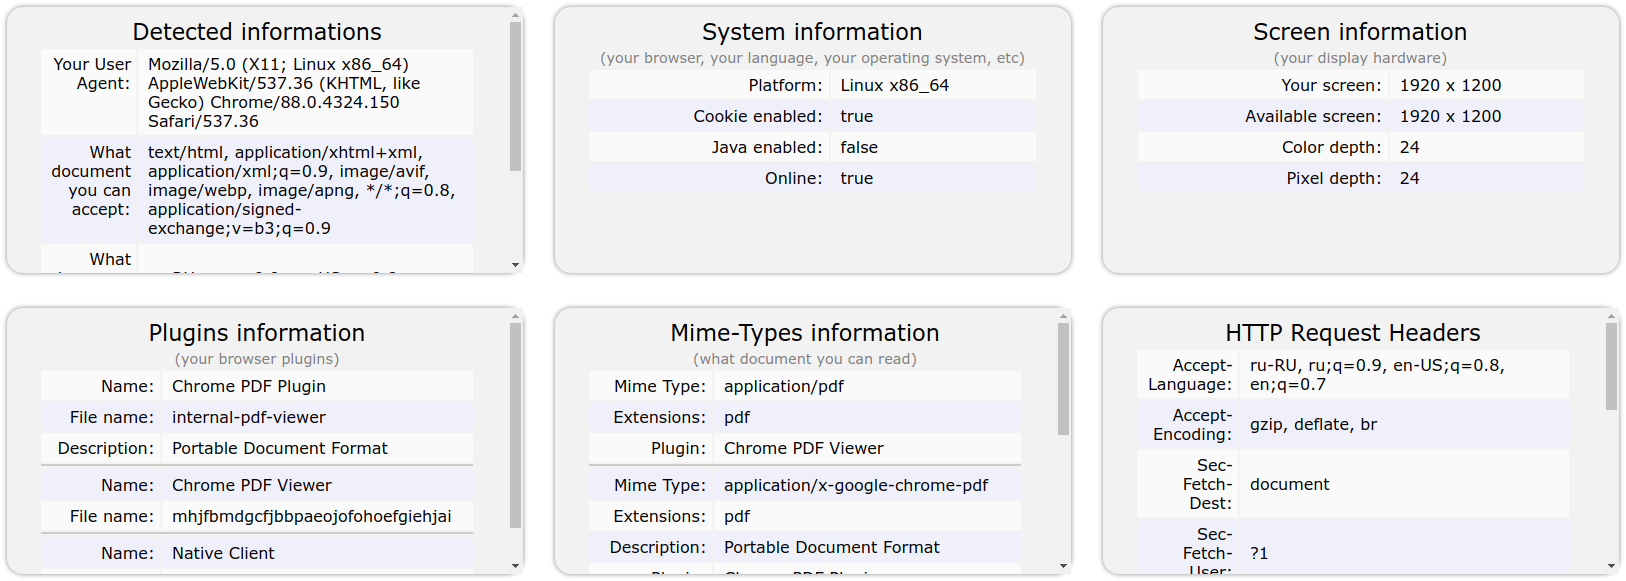 Detected informations
Your User Agent: Mozilla/5.0 (X11; Linux x86_64)
AppleWebKit/537.36 (KHTML, like
Gecko) Chrome/88.0.4324.150
Safari/537.36
What document you can accept: text/html, application/xhtml+xml,
application/xml;q=0.9, image/avif,
image/webp, image/apng, */*;q=0.8,
application/signed-
exchange;v=b3;q=0.9
What
System information
(your browser, your language, your operating system, etc)
Platform: Linux x86_64
Cookie enabled: true
Java enabled: false
Online: true
Screen information
(your display hardware)
Your screen: 1920 x 1200
Available screen: 1920 x 1200
Color depth: 24
Pixel depth: 24
Plugins information
(your browser plugins)
Name: Chrome PDF Plugin
File name: internal-pdf-viewer
Description: Portable Document Format
Name: Chrome PDF Viewer
File name: mhjfbmdgcfjbbpaeojofohoefgiehjai
Name: Native Client
Mime-Types information
(what document you can read)
Mime Type: application/pdf
Extensions: pdf
Plugin: Chrome PDF Viewer
Mime Type: application/x-google-chrome-pdf
Extensions: pdf
Description: Portable Document Format
HTTP Request Headers
Accept-
Language: ru-RU, ru;q=0.9, en-US;q=0.8,
en;q=0.7
Accept-
Encoding: gzip, deflate, br
Sec-
Fetch-
Dest: document
Sec-
Fetch-
User: ?1